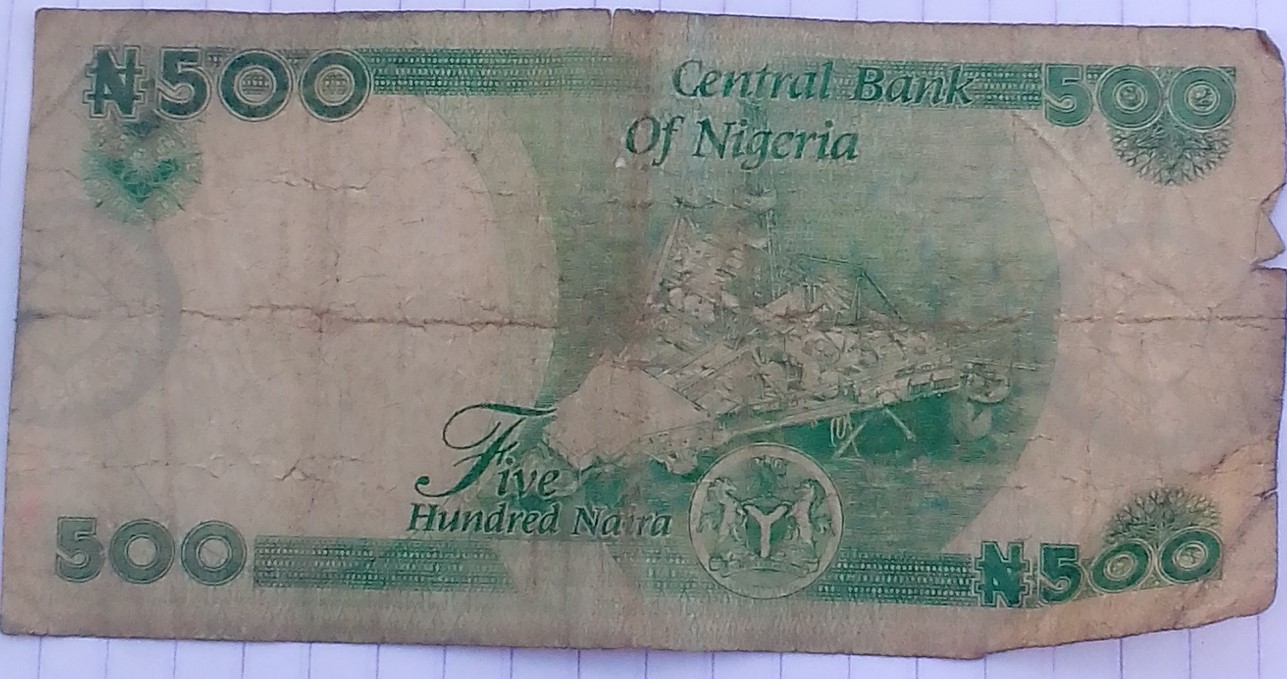 ₦500
Central Bank
Of Nigeria
500
Five
Hundred Naira
500
₦500